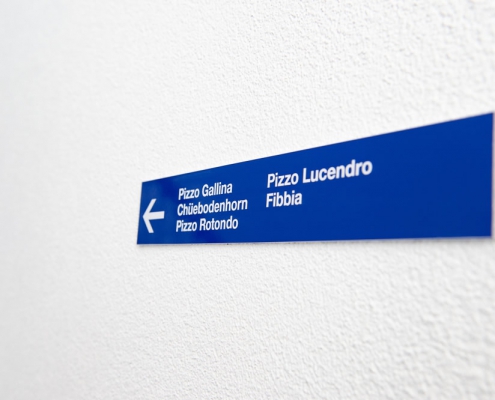 Pizzo Gallina
Chüebodenhorn
Pizzo Rotondo
Pizzo Lucendro
Fibbia